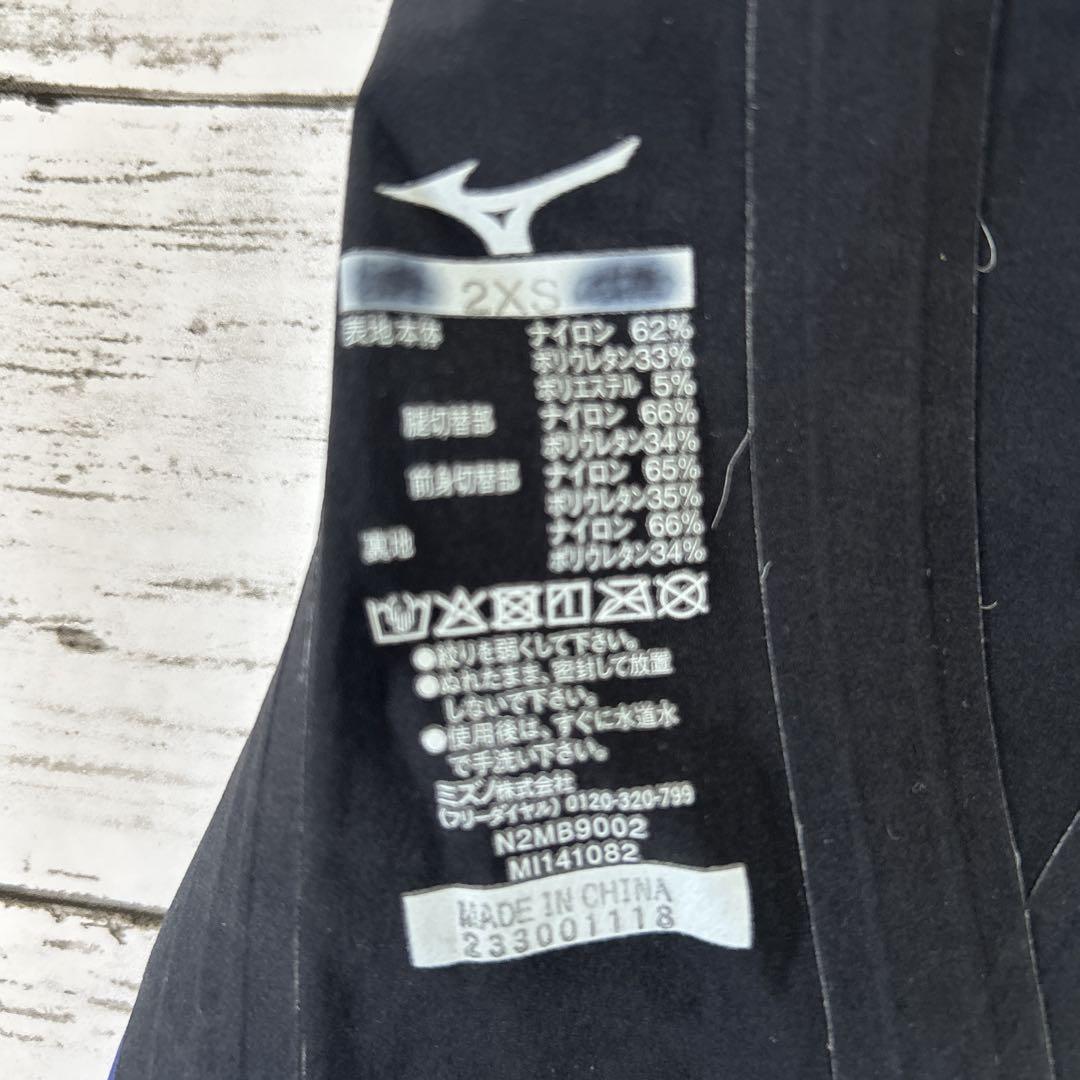 2XS
表地本体 ナイロン 62%
ポリウレタン33%
ポリエステル 5%
腰切替部 ナイロン 66%
ポリウレタン34%
前身切替部 ナイロン 65%
ポリウレタン35%
裏地 ナイロン 66%
ポリウレタン34%
●絞りを弱くして下さい。
●ぬれたまま、密封して放置
しないで下さい。
●使用後は、すぐに水道水
で手洗い下さい。
ミズノ株式会社
(フリーダイヤル) 0120-320-799
N2MB9002
MI141082
MADE IN CHINA
233001118